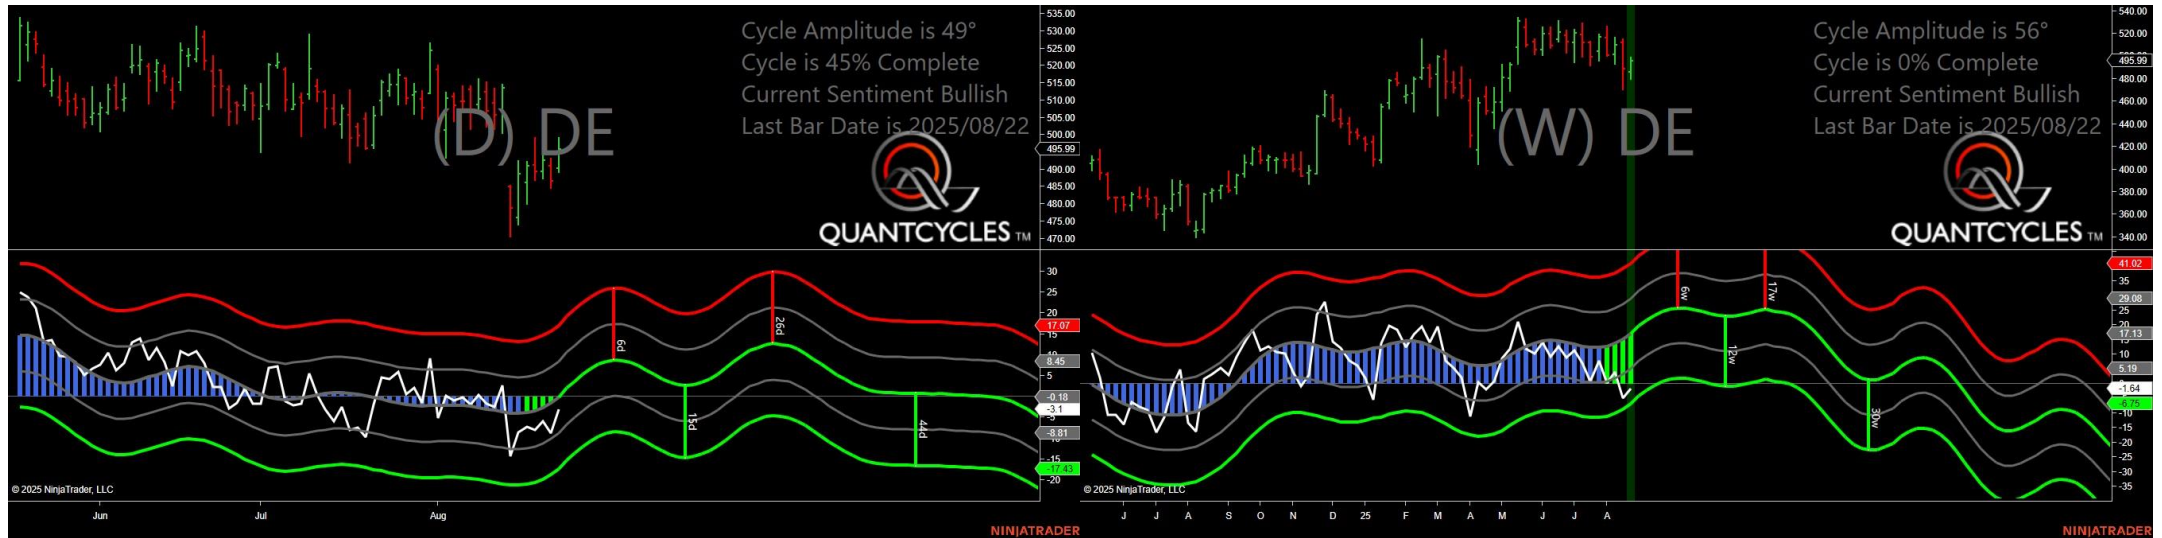 Cycle Amplitude is 49°
Cycle is 45% Complete
Current Sentiment Bullish
Last Bar Date is 2025/08/22
(D) DE
QUANTCYCLES TM
535.00
530.00
525.00
520.00
515.00
510.00
505.00
500.00
495.99
490.00
485.00
480.00
475.00
470.00
6d
15d
26d
44d
30
25
20
17.07
15
8.45
5
-0.18
-3.1
-8.81
-15
-17.43
-20
© 2025 NinjaTrader, LLC
Jun Jul Aug
NINJATRADER
Cycle Amplitude is 56°
Cycle is 0% Complete
Current Sentiment Bullish
Last Bar Date is 2025/08/22
(W) DE
QUANTCYCLES TM
540.00
520.00
495.99
480.00
460.00
440.00
420.00
400.00
380.00
360.00
340.00
6w
12w
17w
30w
41.02
35
29.08
25
20
17.13
15
10
5.19
-1.64
-6.75
-10
-15
-20
-25
-30
-35
© 2025 NinjaTrader, LLC
J J A S O N D 25 F M A M J J A
NINJATRADER